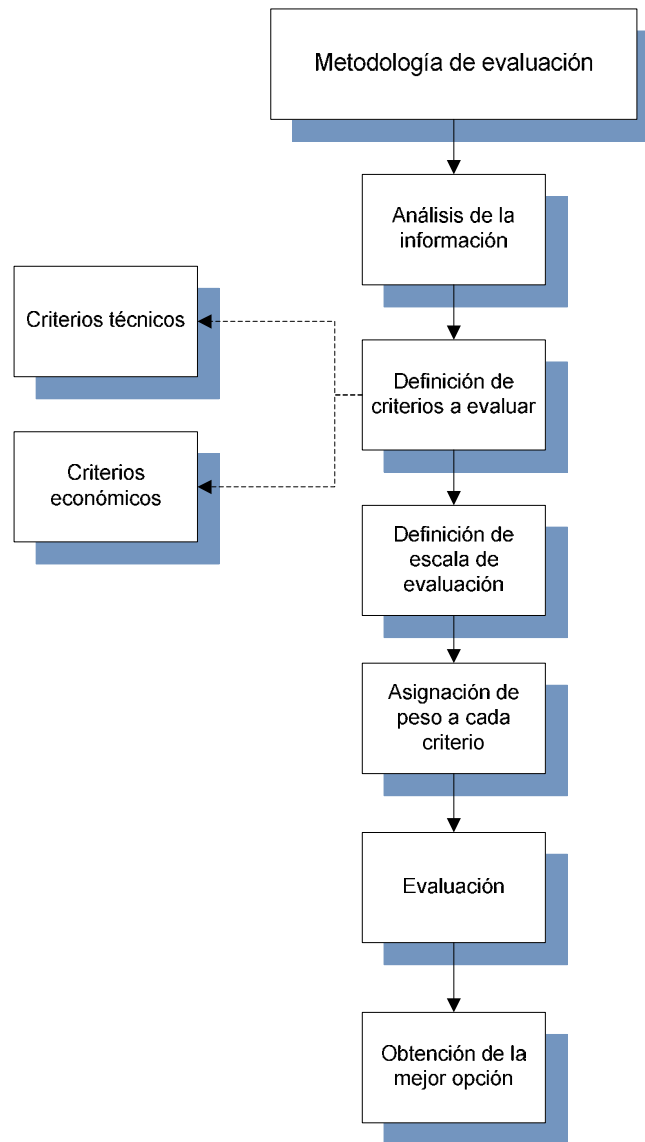 Metodología de evaluación
Análisis de la
información
Criterios técnicos
Definición de
criterios a evaluar
Criterios
económicos
Definición de
escala de
evaluación
Asignación de
peso a cada
criterio
Evaluación
Obtención de la
mejor opción